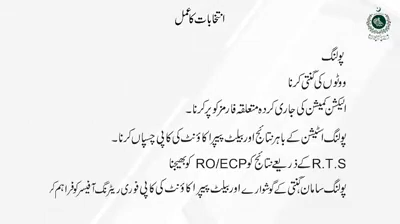 انتخابات کا عمل
پولنگ
ووٹوں کی گنتی کرنا
الیکشن کمیشن کی جاری کردہ متعلقہ فارمز کو پر کرنا۔
پولنگ اسٹیشن کے باہر نتائج اور بیلٹ پیپر اکاؤنٹ کی کاپی چسپاں کرنا۔
R.T.S کے ذریعے نتائج کو RO/ECP کو بھیجنا
پولنگ سامان، گنتی کے گوشوارے اور بیلٹ پیپر اکاؤنٹ کی کاپی فوری ریٹرننگ آفیسر کو فراہم کر